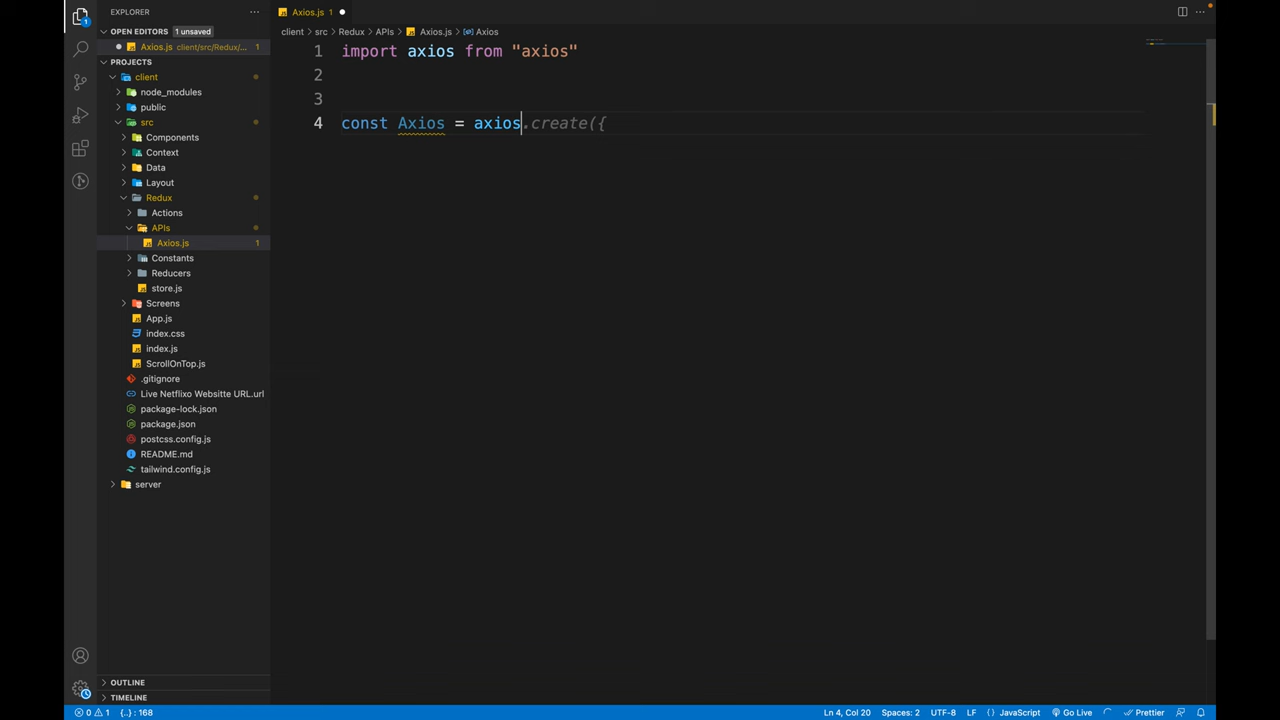 EXPLORER
OPEN EDITORS 1 unsaved
Axios.js client/src/Redux/... 1
PROJECTS
client
node_modules
public
src
Components
Context
Data
Layout
Redux
Actions
APIs
Axios.js 1
Constants
Reducers
store.js
Screens
App.js
index.css
index.js
ScrollOnTop.js
.gitignore
Live Netflixo Websitte URL.url
package-lock.json
package.json
postcss.config.js
README.md
tailwind.config.js
server
OUTLINE
TIMELINE
Axios.js 1
client > src > Redux > APIs > Axios.js > Axios
1 import axios from "axios"
2
3
4 const Axios = axios.create({
0 1 {..} : 168
Ln 4, Col 20 Spaces: 2 UTF-8 LF {} JavaScript Go Live Prettier